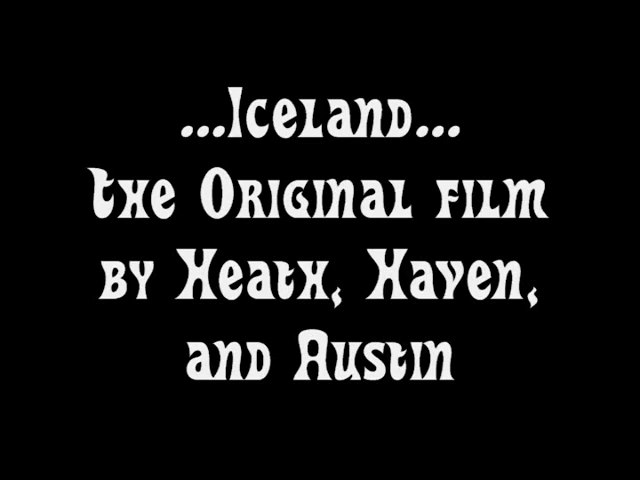 ...Iceland...
the Original film
by Heath, Haven,
and Austin